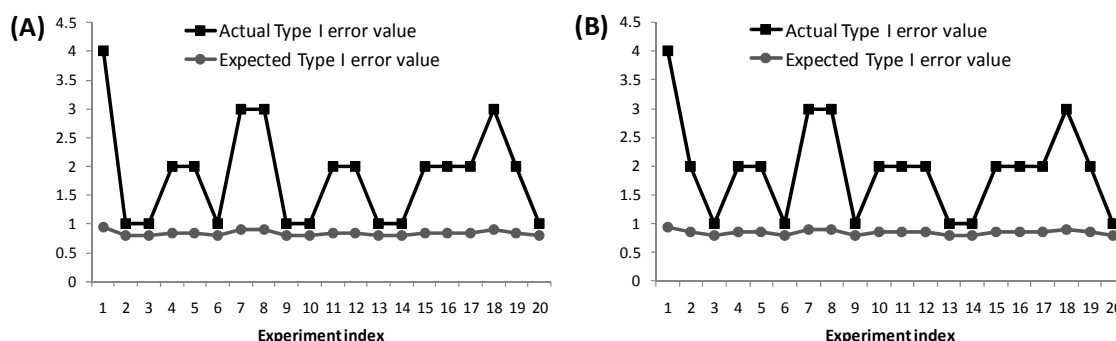 (A)
Actual Type I error value
Expected Type I error value
4.5
4
3.5
3
2.5
2
1.5
1
0.5
0
1 2 3 4 5 6 7 8 9 10 11 12 13 14 15 16 17 18 19 20
Experiment index
(B)
Actual Type I error value
Expected Type I error value
4.5
4
3.5
3
2.5
2
1.5
1
0.5
0
1 2 3 4 5 6 7 8 9 10 11 12 13 14 15 16 17 18 19 20
Experiment index